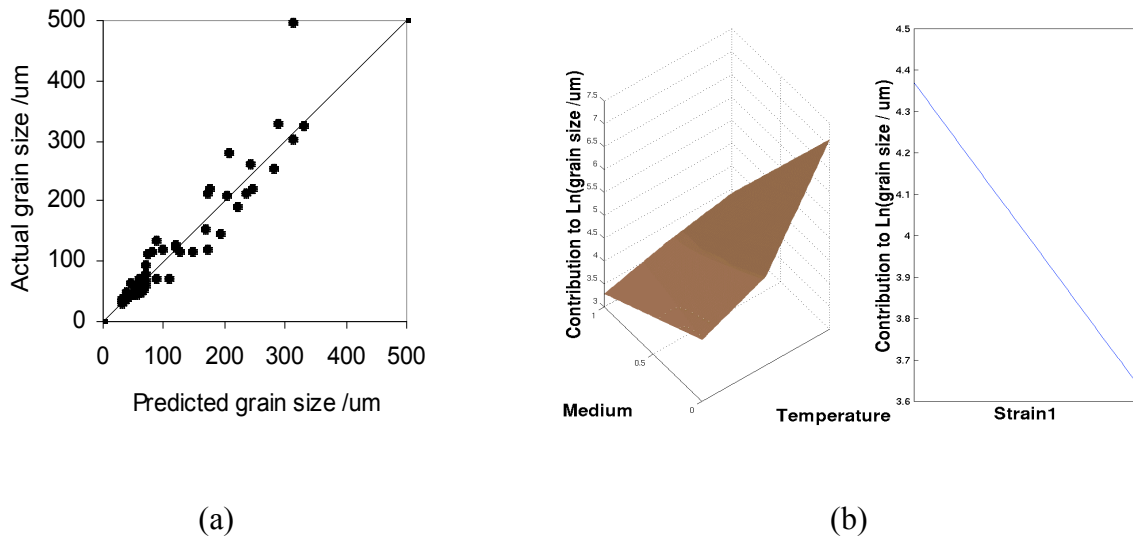 500
400
300
200
100
0
0 100 200 300 400 500
Actual grain size /um
Predicted grain size /um
(a)
7.5
7
6.5
6
5.5
5
4.5
4
3.5
3
1
0.5
0
Contribution to Ln(grain size /um)
Medium
Temperature
4.5
4.4
4.3
4.2
4.1
4
3.9
3.8
3.7
3.6
Contribution to Ln(grain size / um)
Strain1
(b)